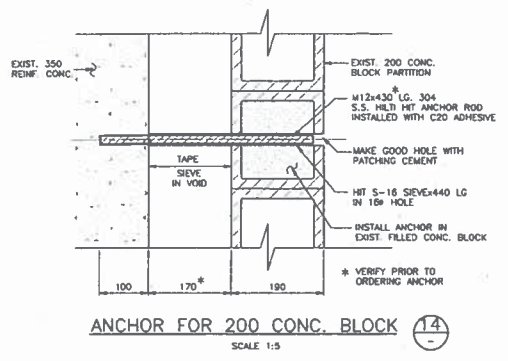 EXIST. 350
REINF. CONC.
EXIST. 200 CONC.
BLOCK PARTITION
*
M12x430 LG. 304
S.S. HILTI HIT ANCHOR ROD
INSTALLED WITH C20 ADHESIVE
MAKE GOOD HOLE WITH
PATCHING CEMENT
TAPE
SIEVE
IN VOID
HIT S-16 SIEVEx440 LG
IN 16ø HOLE
INSTALL ANCHOR IN
EXIST. FILLED CONC. BLOCK
* VERIFY PRIOR TO
ORDERING ANCHOR
100 170* 190
ANCHOR FOR 200 CONC. BLOCK 14
SCALE 1:5 -